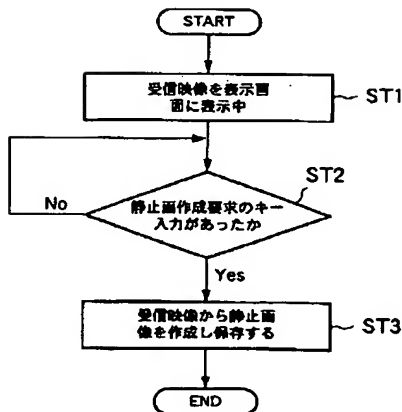 START
受信映像を表示画
面に表示中
ST1
静止画作成要求のキー
入力があったか
ST2
No
Yes
受信映像から静止画
像を作成し保存する
ST3
END